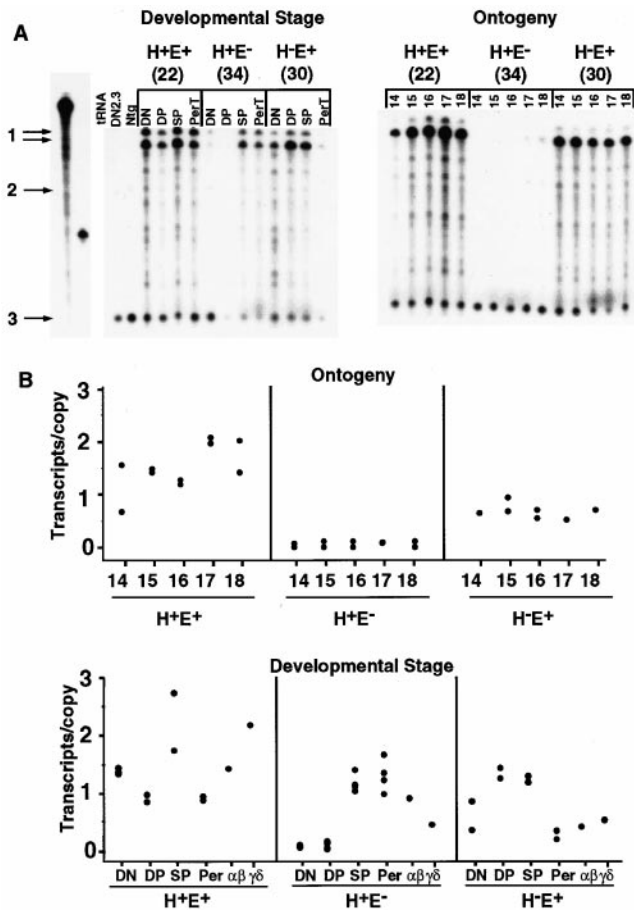 A
Developmental Stage
Ontogeny
H+E+ H+E- H-E+
(22) (34) (30)
H+E+ H+E- H-E+
(22) (34) (30)
tRNA DN2.3 Ntg DN DP SP PerT DN DP SP PerT DN DP SP PerT
14 15 16 17 18 14 15 16 17 18 14 15 16 17 18
1
2
3
B
Ontogeny
Transcripts/copy
3
2
1
0
14 15 16 17 18 14 15 16 17 18 14 15 16 17 18
H+E+ H+E- H-E+
Developmental Stage
Transcripts/copy
3
2
1
0
DN DP SP Per αβ γδ DN DP SP Per αβ γδ DN DP SP Per αβ γδ
H+E+ H+E- H-E+